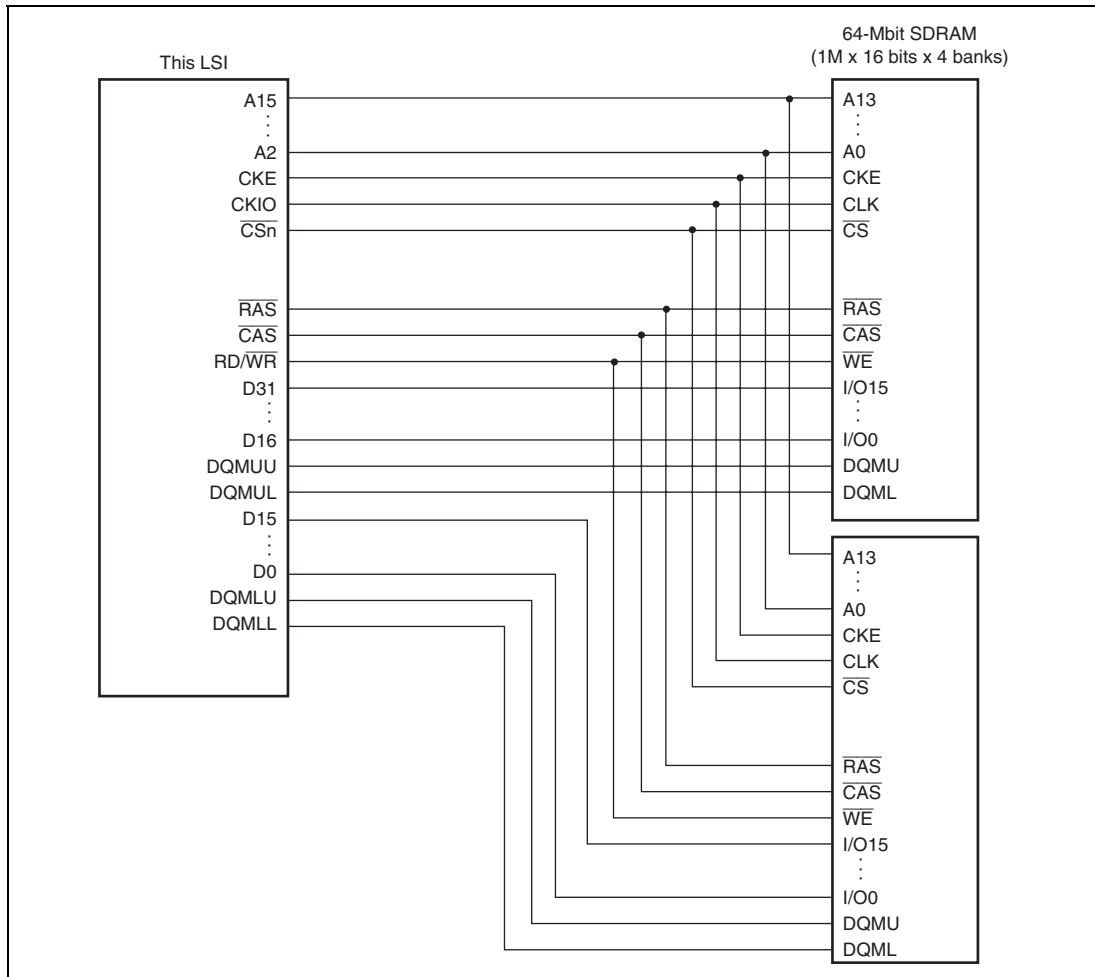 64-Mbit SDRAM
(1M x 16 bits x 4 banks)
This LSI
A15
A2
CKE
CKIO
CSn
RAS
CAS
RD/WR
D31
D16
DQMUU
DQMUL
D15
D0
DQMLU
DQMLL
A13
A0
CKE
CLK
CS
RAS
CAS
WE
I/O15
I/O0
DQMU
DQML
A13
A0
CKE
CLK
CS
RAS
CAS
WE
I/O15
I/O0
DQMU
DQML